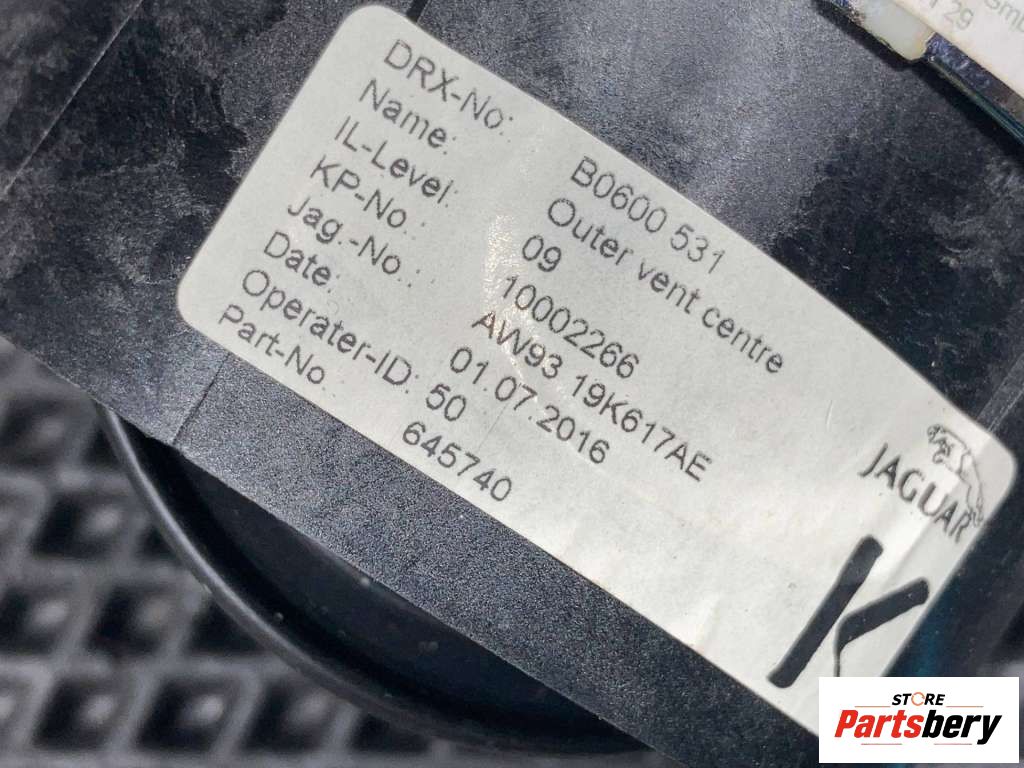 DRX-No.: B0600 531
Name: Outer vent centre
IL-Level: 09
KP-No.: 10002266
Jag.-No.: AW93 19K617AE
Date: 01.07.2016
Operater-ID: 50
Part-No. 645740
JAGUAR
K
29
STORE
Partsbery